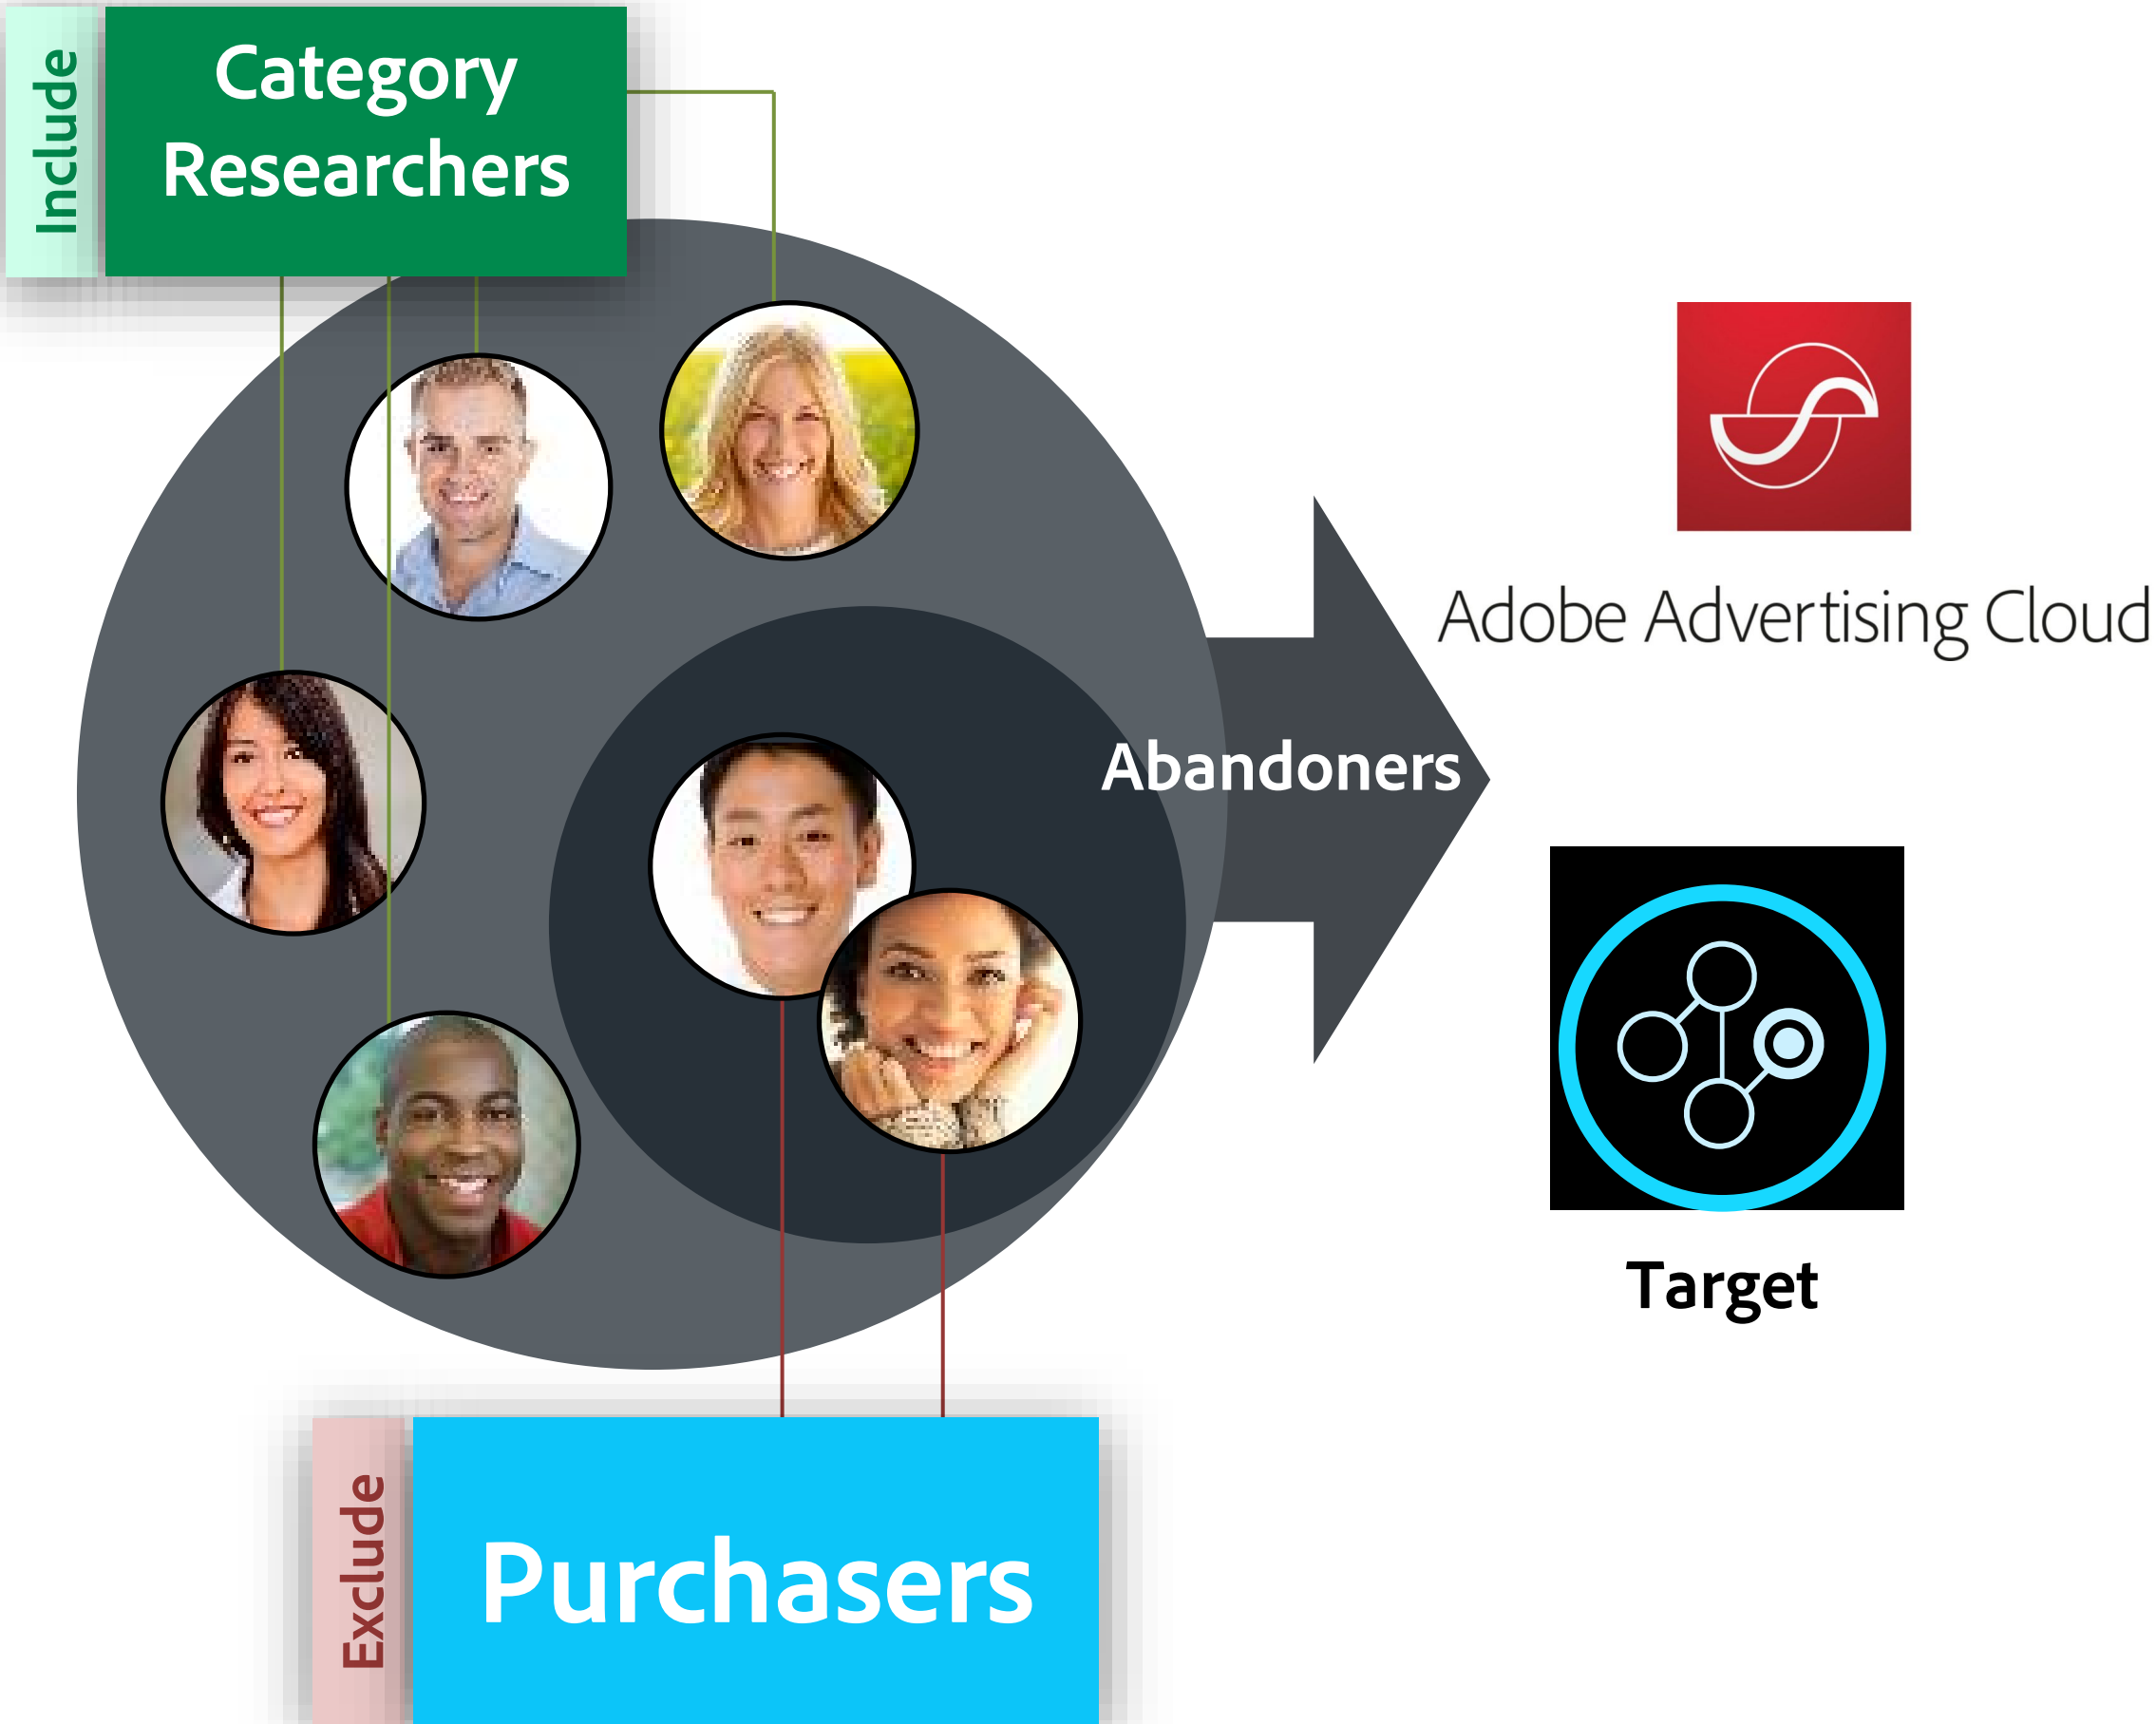 Include
Category
Researchers
Adobe Advertising Cloud
Abandoners
Target
Exclude
Purchasers